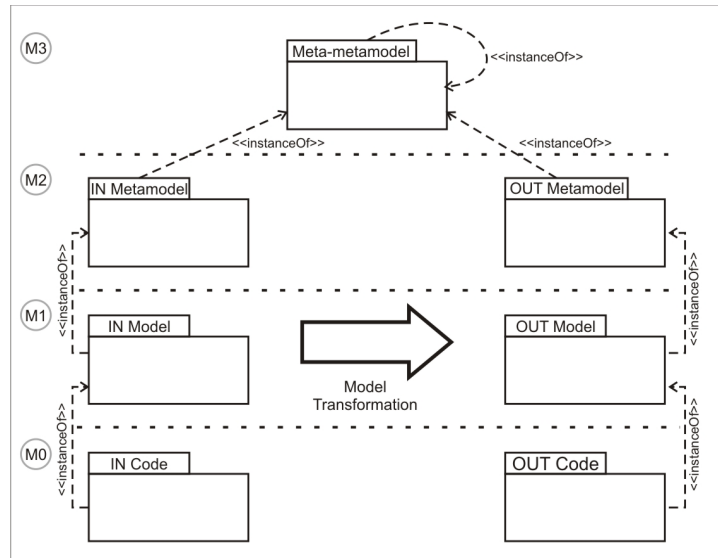 M3
Meta-metamodel
<<instanceOf>>
<<instanceOf>>
<<instanceOf>>
M2
IN Metamodel
OUT Metamodel
<<instanceOf>>
<<instanceOf>>
M1
IN Model
OUT Model
Model
Transformation
<<instanceOf>>
<<instanceOf>>
M0
IN Code
OUT Code